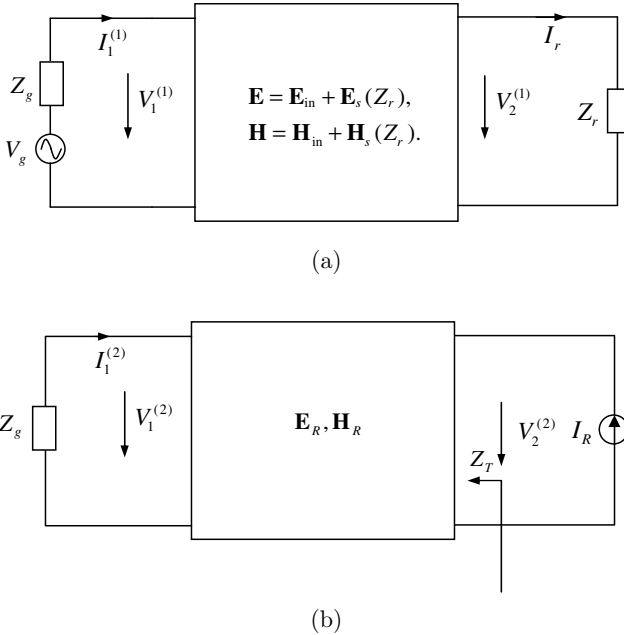 I_1^{(1)}
I_r
Z_g
V_1^{(1)}
E = E_in + E_s(Z_r),
V_2^{(1)}
Z_r
H = H_in + H_s(Z_r).
V_g
(a)
I_1^{(2)}
Z_g
V_1^{(2)}
E_R, H_R
V_2^{(2)}
I_R
Z_T
(b)